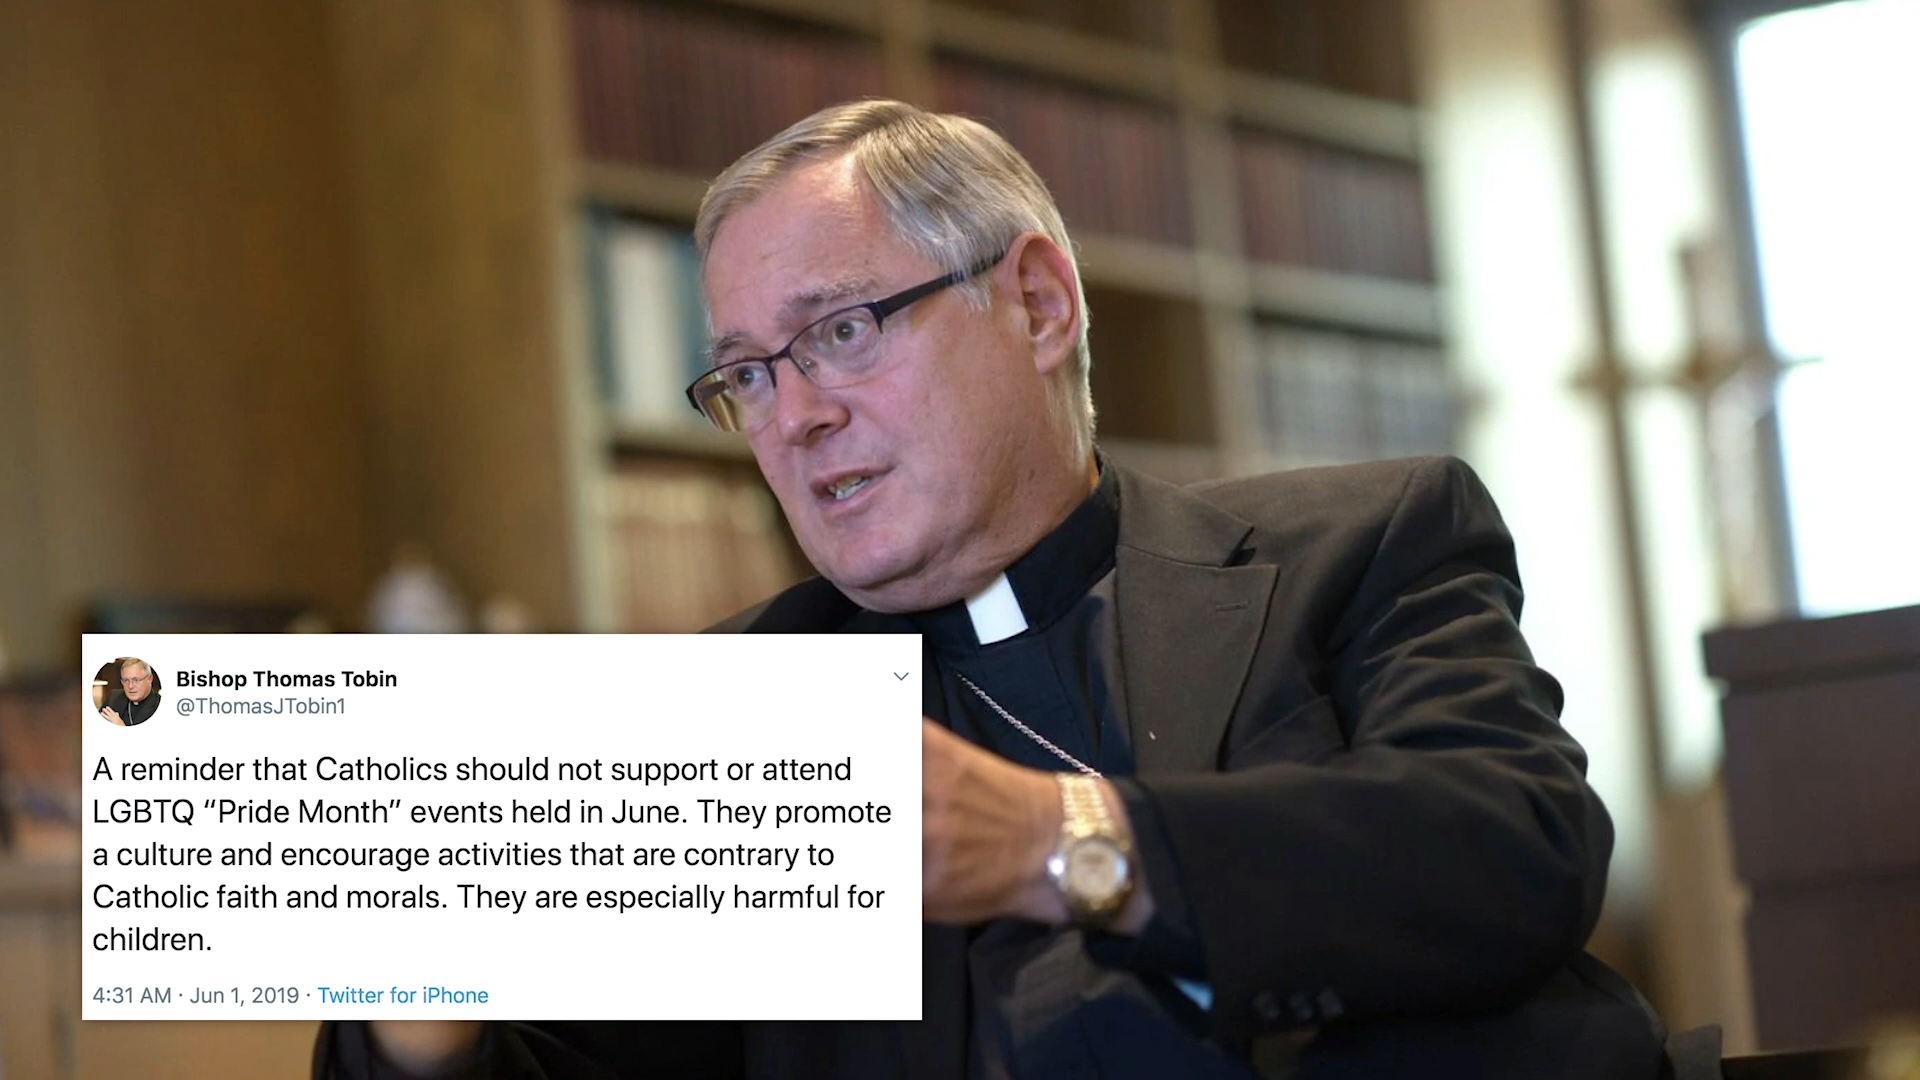 Bishop Thomas Tobin
@ThomasJTobin1
A reminder that Catholics should not support or attend
LGBTQ “Pride Month” events held in June. They promote
a culture and encourage activities that are contrary to
Catholic faith and morals. They are especially harmful for
children.
4:31 AM · Jun 1, 2019 · Twitter for iPhone